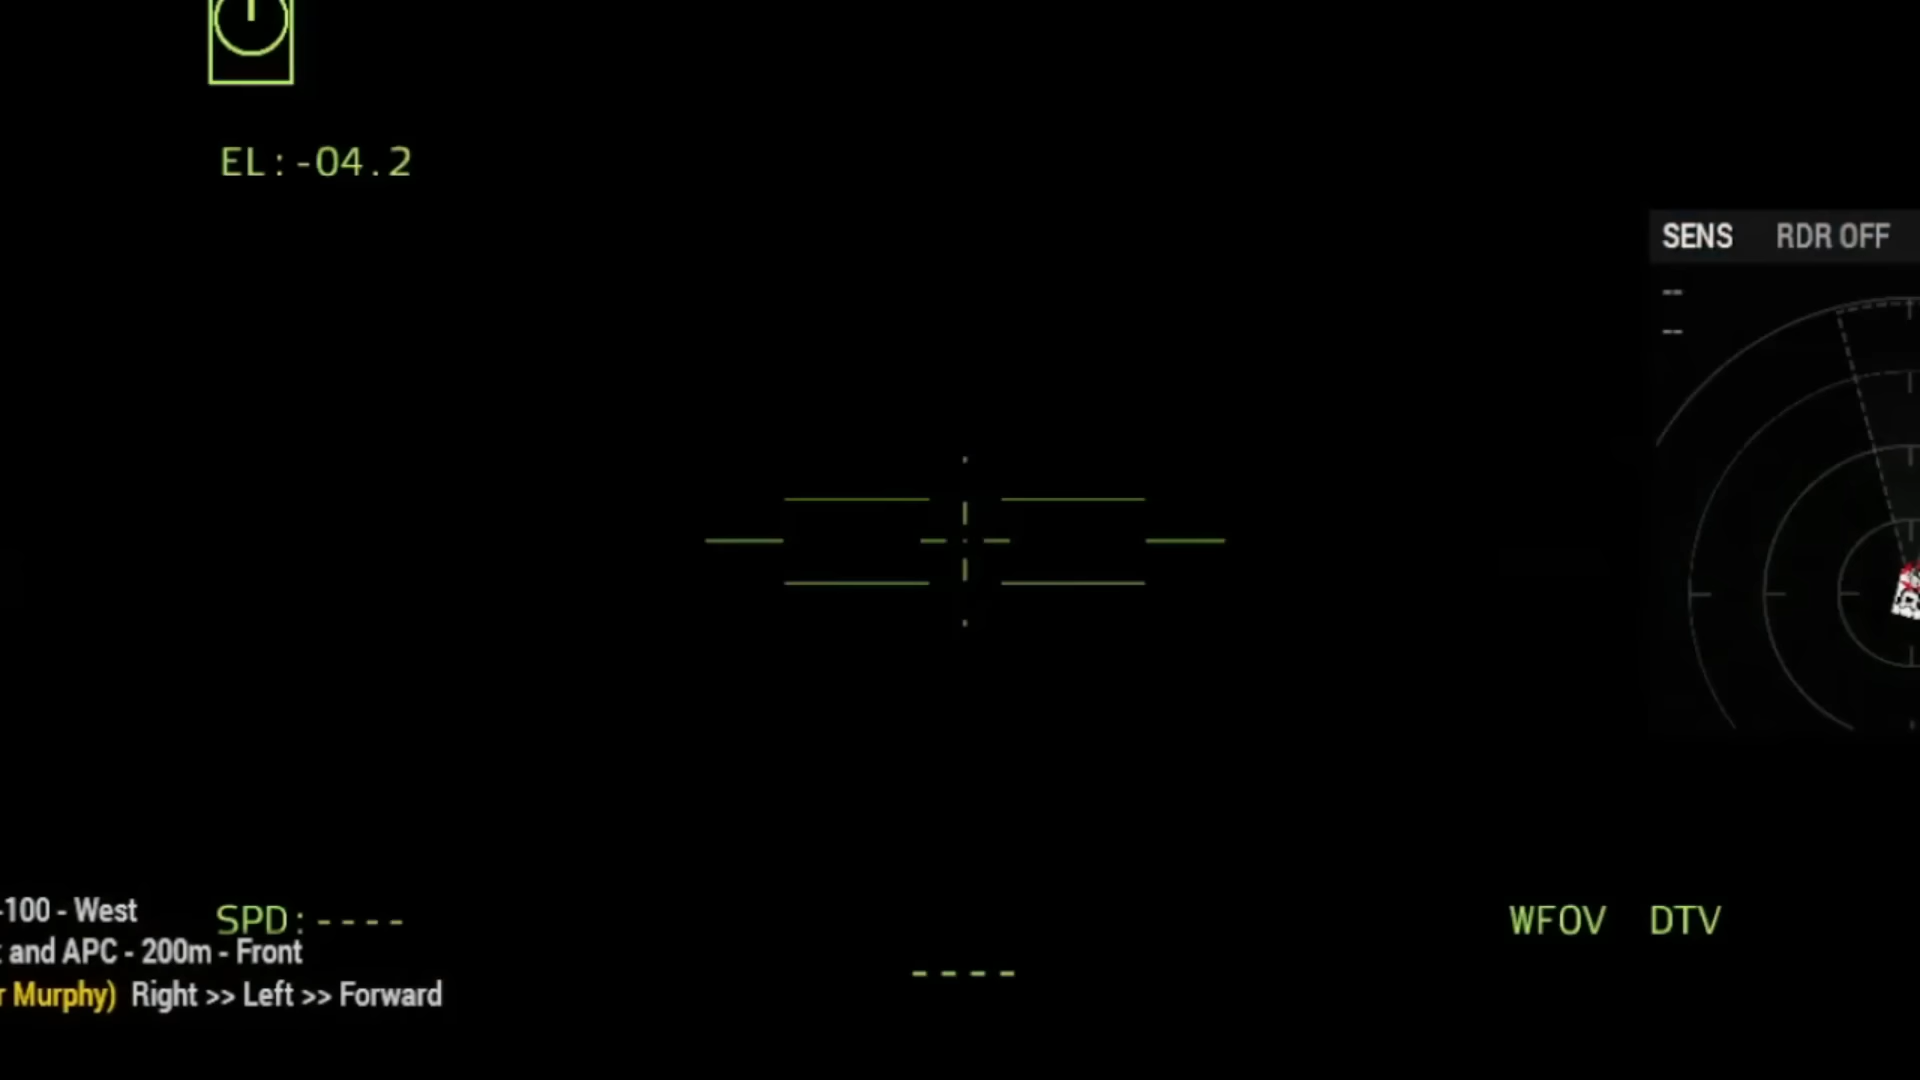 EL:-04.2
SENS RDR OFF
--
--
-100 - West
SPD:----
and APC - 200m - Front
WFOV DTV
----
r Murphy) Right >> Left >> Forward